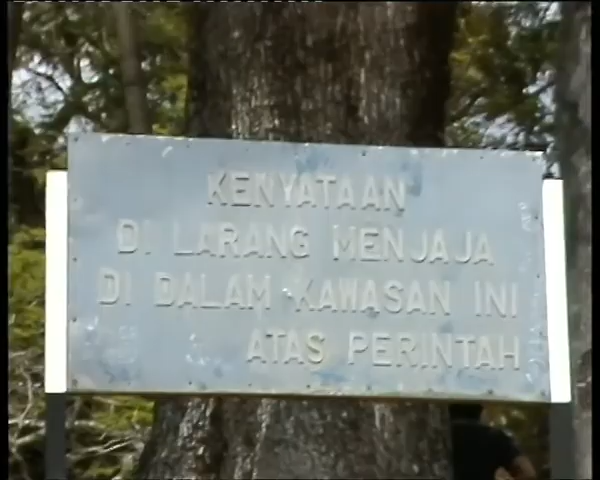 KENYATAAN
DI LARANG MENJAJA
DI DALAM KAWASAN INI
ATAS PERINTAH